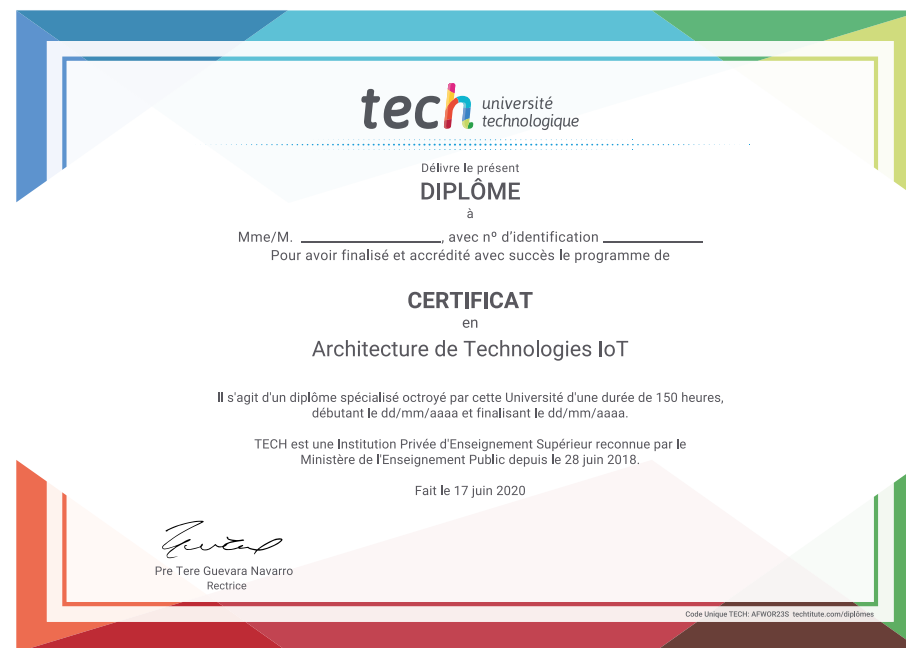 tech université
technologique
Délivre le présent
DIPLÔME
à
Mme/M. ____________________, avec nº d'identification ______________
Pour avoir finalisé et accrédité avec succès le programme de
CERTIFICAT
en
Architecture de Technologies IoT
Il s'agit d'un diplôme spécialisé octroyé par cette Université d'une durée de 150 heures,
débutant le dd/mm/aaaa et finalisant le dd/mm/aaaa.
TECH est une Institution Privée d'Enseignement Supérieur reconnue par le
Ministère de l'Enseignement Public depuis le 28 juin 2018.
Fait le 17 juin 2020
Pre Tere Guevara Navarro
Rectrice
Code Unique TECH: AFWOR23S techtitute.com/diplômes